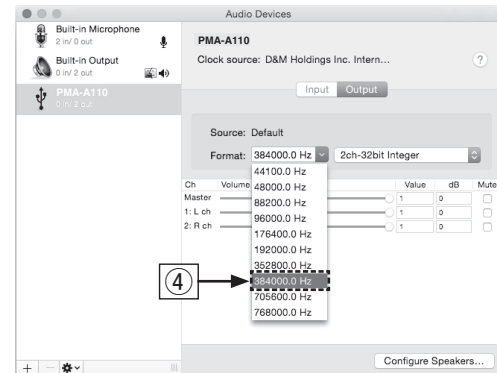 Audio Devices
Built-in Microphone
2 in/ 0 out
Built-in Output
0 in/ 2 out
PMA-A110
0 in/ 2 out
PMA-A110
Clock source: D&M Holdings Inc. Intern...
?
Input Output
Source: Default
Format: 384000.0 Hz 2ch-32bit Integer
44100.0 Hz
48000.0 Hz
88200.0 Hz
96000.0 Hz
176400.0 Hz
192000.0 Hz
352800.0 Hz
384000.0 Hz
705600.0 Hz
768000.0 Hz
Ch Volume Value dB Mute
Master 1 0
1: L ch 1 0
2: R ch 1 0
④
+ −
Configure Speakers...